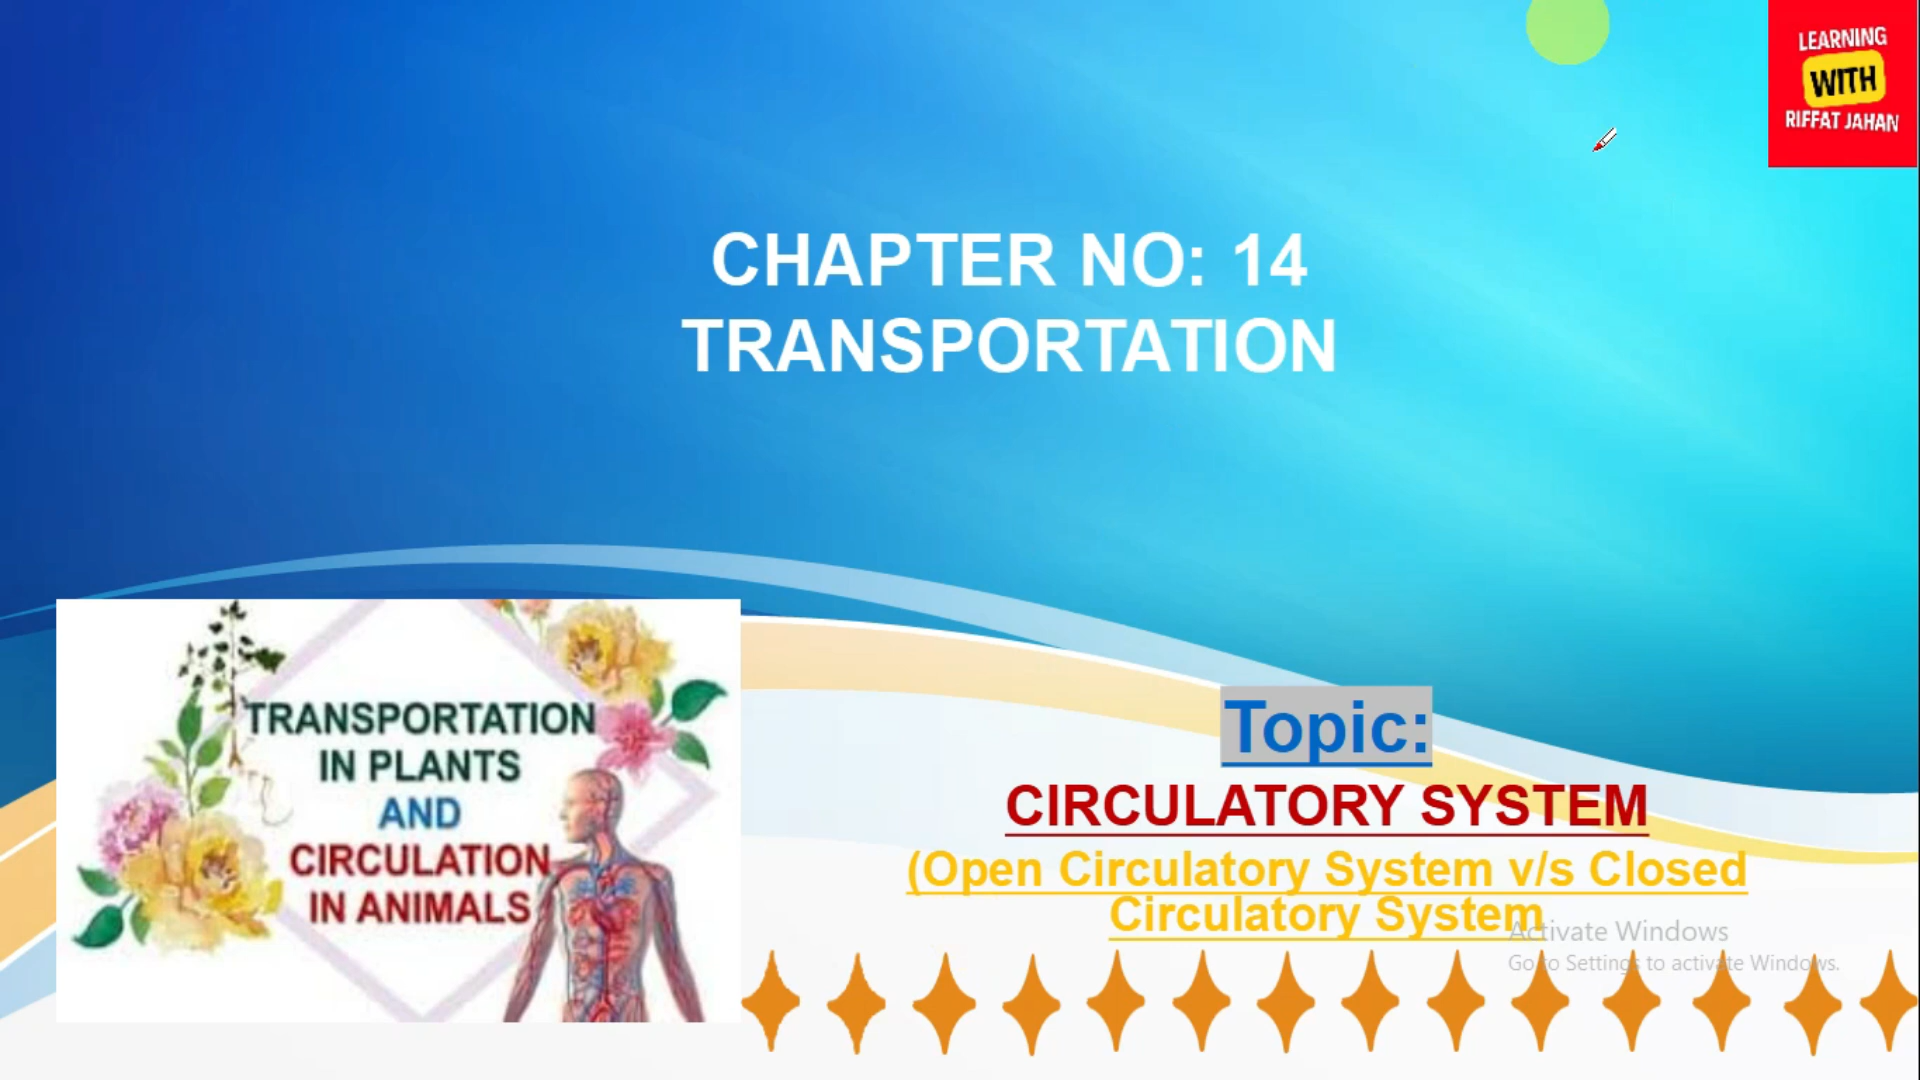 LEARNING
WITH
RIFFAT JAHAN
CHAPTER NO: 14
TRANSPORTATION
TRANSPORTATION
IN PLANTS
AND
CIRCULATION
IN ANIMALS
Topic:
CIRCULATORY SYSTEM
(Open Circulatory System v/s Closed
Circulatory System
Activate Windows
Go to Settings to activate Windows.